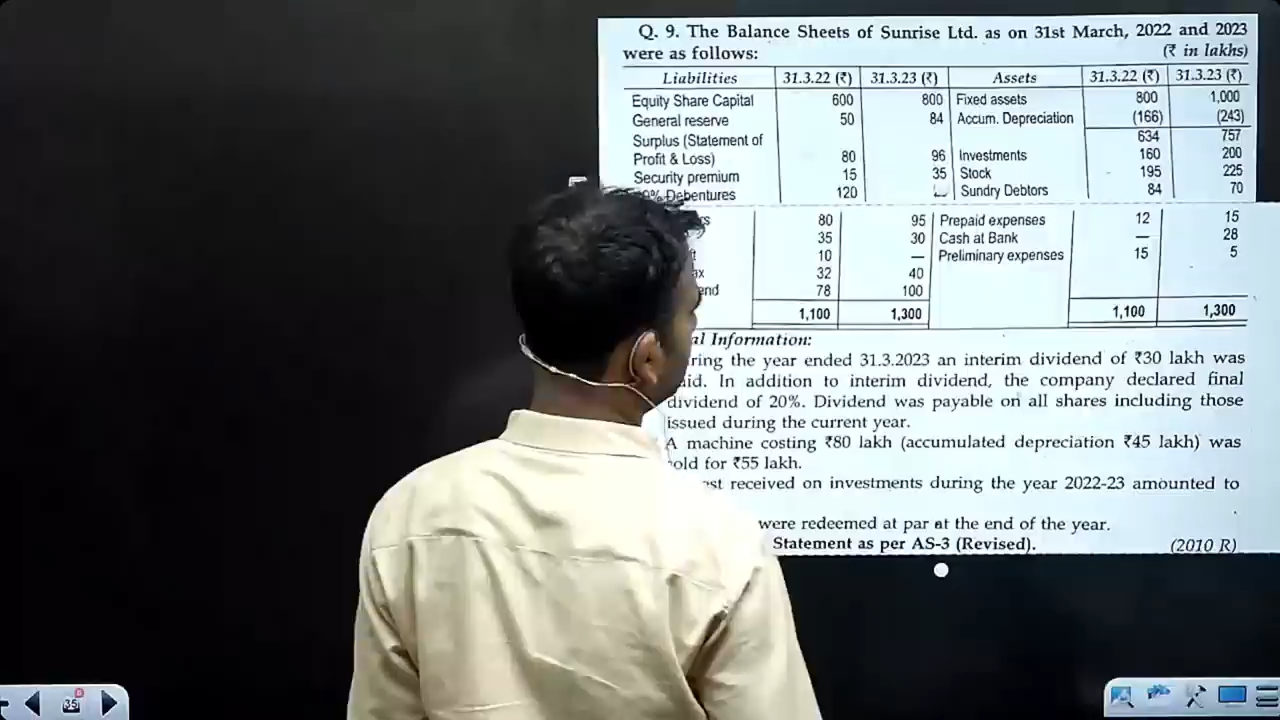 Q. 9. The Balance Sheets of Sunrise Ltd. as on 31st March, 2022 and 2023
were as follows: (₹ in lakhs)
Liabilities 31.3.22 (₹) 31.3.23 (₹) Assets 31.3.22 (₹) 31.3.23 (₹)
Equity Share Capital 600 800 Fixed assets 800 1,000
General reserve 50 84 Accum. Depreciation (166) (243)
Surplus (Statement of 634 757
Profit & Loss) 80 96 Investments 160 200
Security premium 15 35 Stock 195 225
% Debentures 120 Sundry Debtors 84 70
80 95 Prepaid expenses 12 15
35 30 Cash at Bank — 28
10 — Preliminary expenses 15 5
32 40
78 100
1,100 1,300 1,100 1,300
Information:
the year ended 31.3.2023 an interim dividend of ₹30 lakh was
In addition to interim dividend, the company declared final
dividend of 20%. Dividend was payable on all shares including those
issued during the current year.
A machine costing ₹80 lakh (accumulated depreciation ₹45 lakh) was
sold for ₹55 lakh.
received on investments during the year 2022-23 amounted to
were redeemed at par at the end of the year.
Statement as per AS-3 (Revised). (2010 R)
35